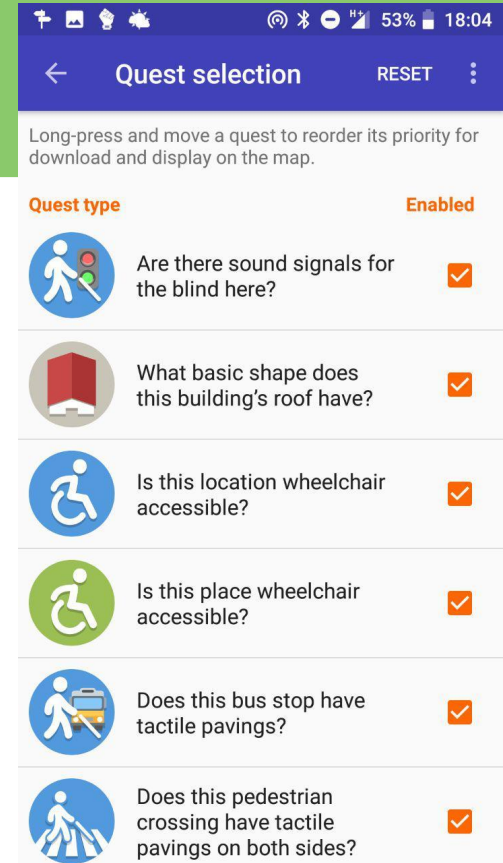 H+ 53% 18:04
Quest selection RESET
Long-press and move a quest to reorder its priority for
download and display on the map.
Quest type Enabled
Are there sound signals for
the blind here?
What basic shape does
this building’s roof have?
Is this location wheelchair
accessible?
Is this place wheelchair
accessible?
Does this bus stop have
tactile pavings?
Does this pedestrian
crossing have tactile
pavings on both sides?